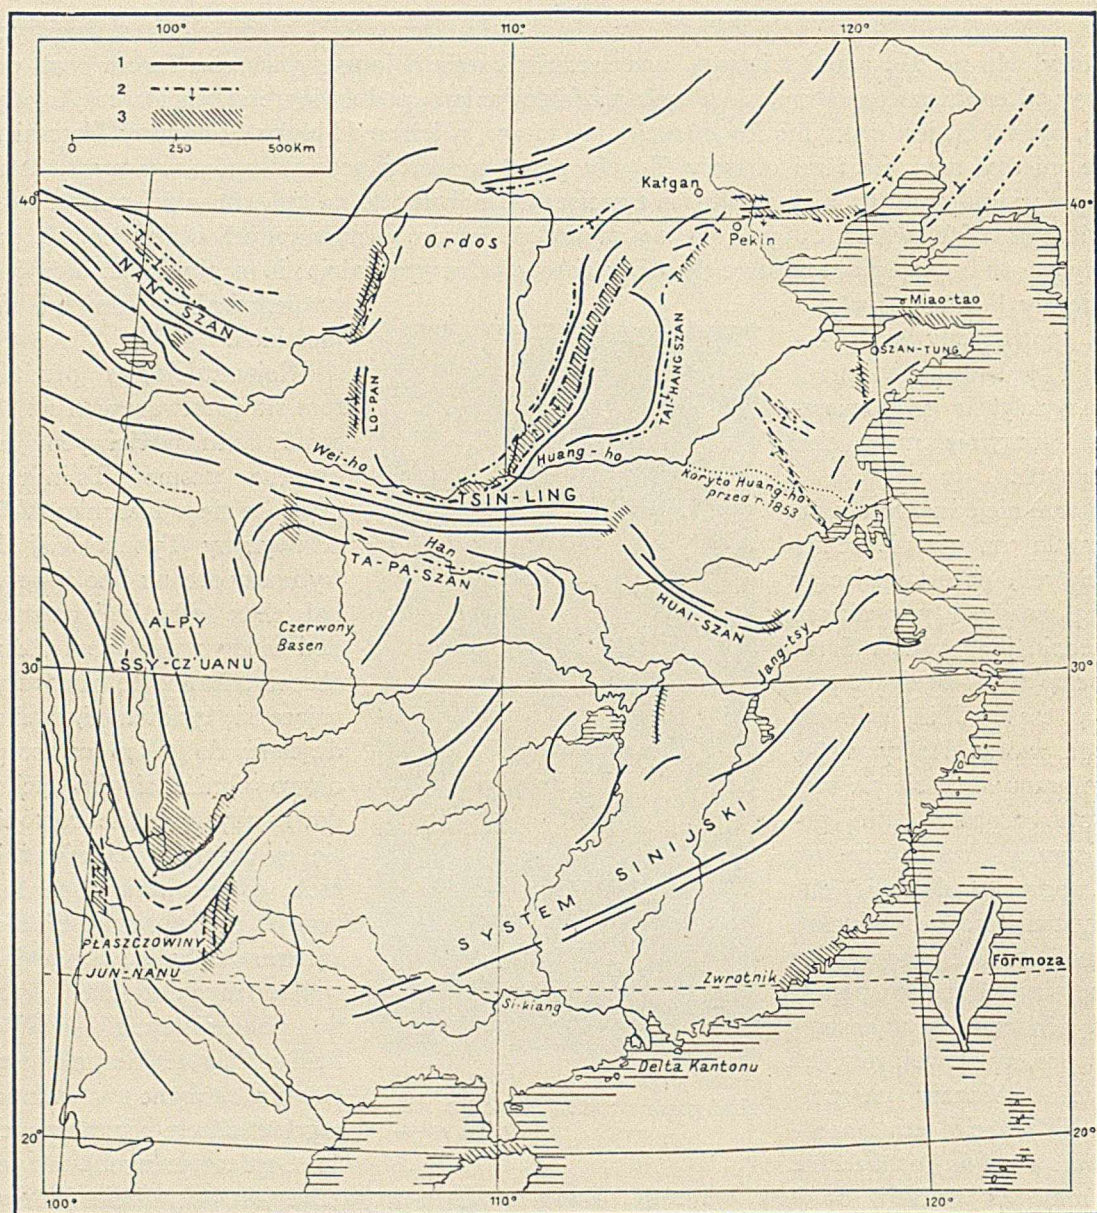 100° 110° 120°
1
2
3
0 250 500 Km
40° 40°
Kałgan
Pekin
Ordos
NAN SZAN
Miao-tao
SZAN-TUNG
TAI-HANG SZAN
LO-PAN
Wei-ho
Huang-ho
Koryto Huang-ho
przed r. 1853
TSIN-LING
Han
TA-PA-SZAN
HUAI-SZAN
Jang-tsy
ALPY
SSY-CZ'UANU
Czerwony
Basen
30° 30°
SYSTEM SINIJSKI
PŁASZCZOWINY
JUN-NANU
Zwrotnik
Formoza
Si-kiang
Delta Kantonu
20° 20°
100° 110° 120°